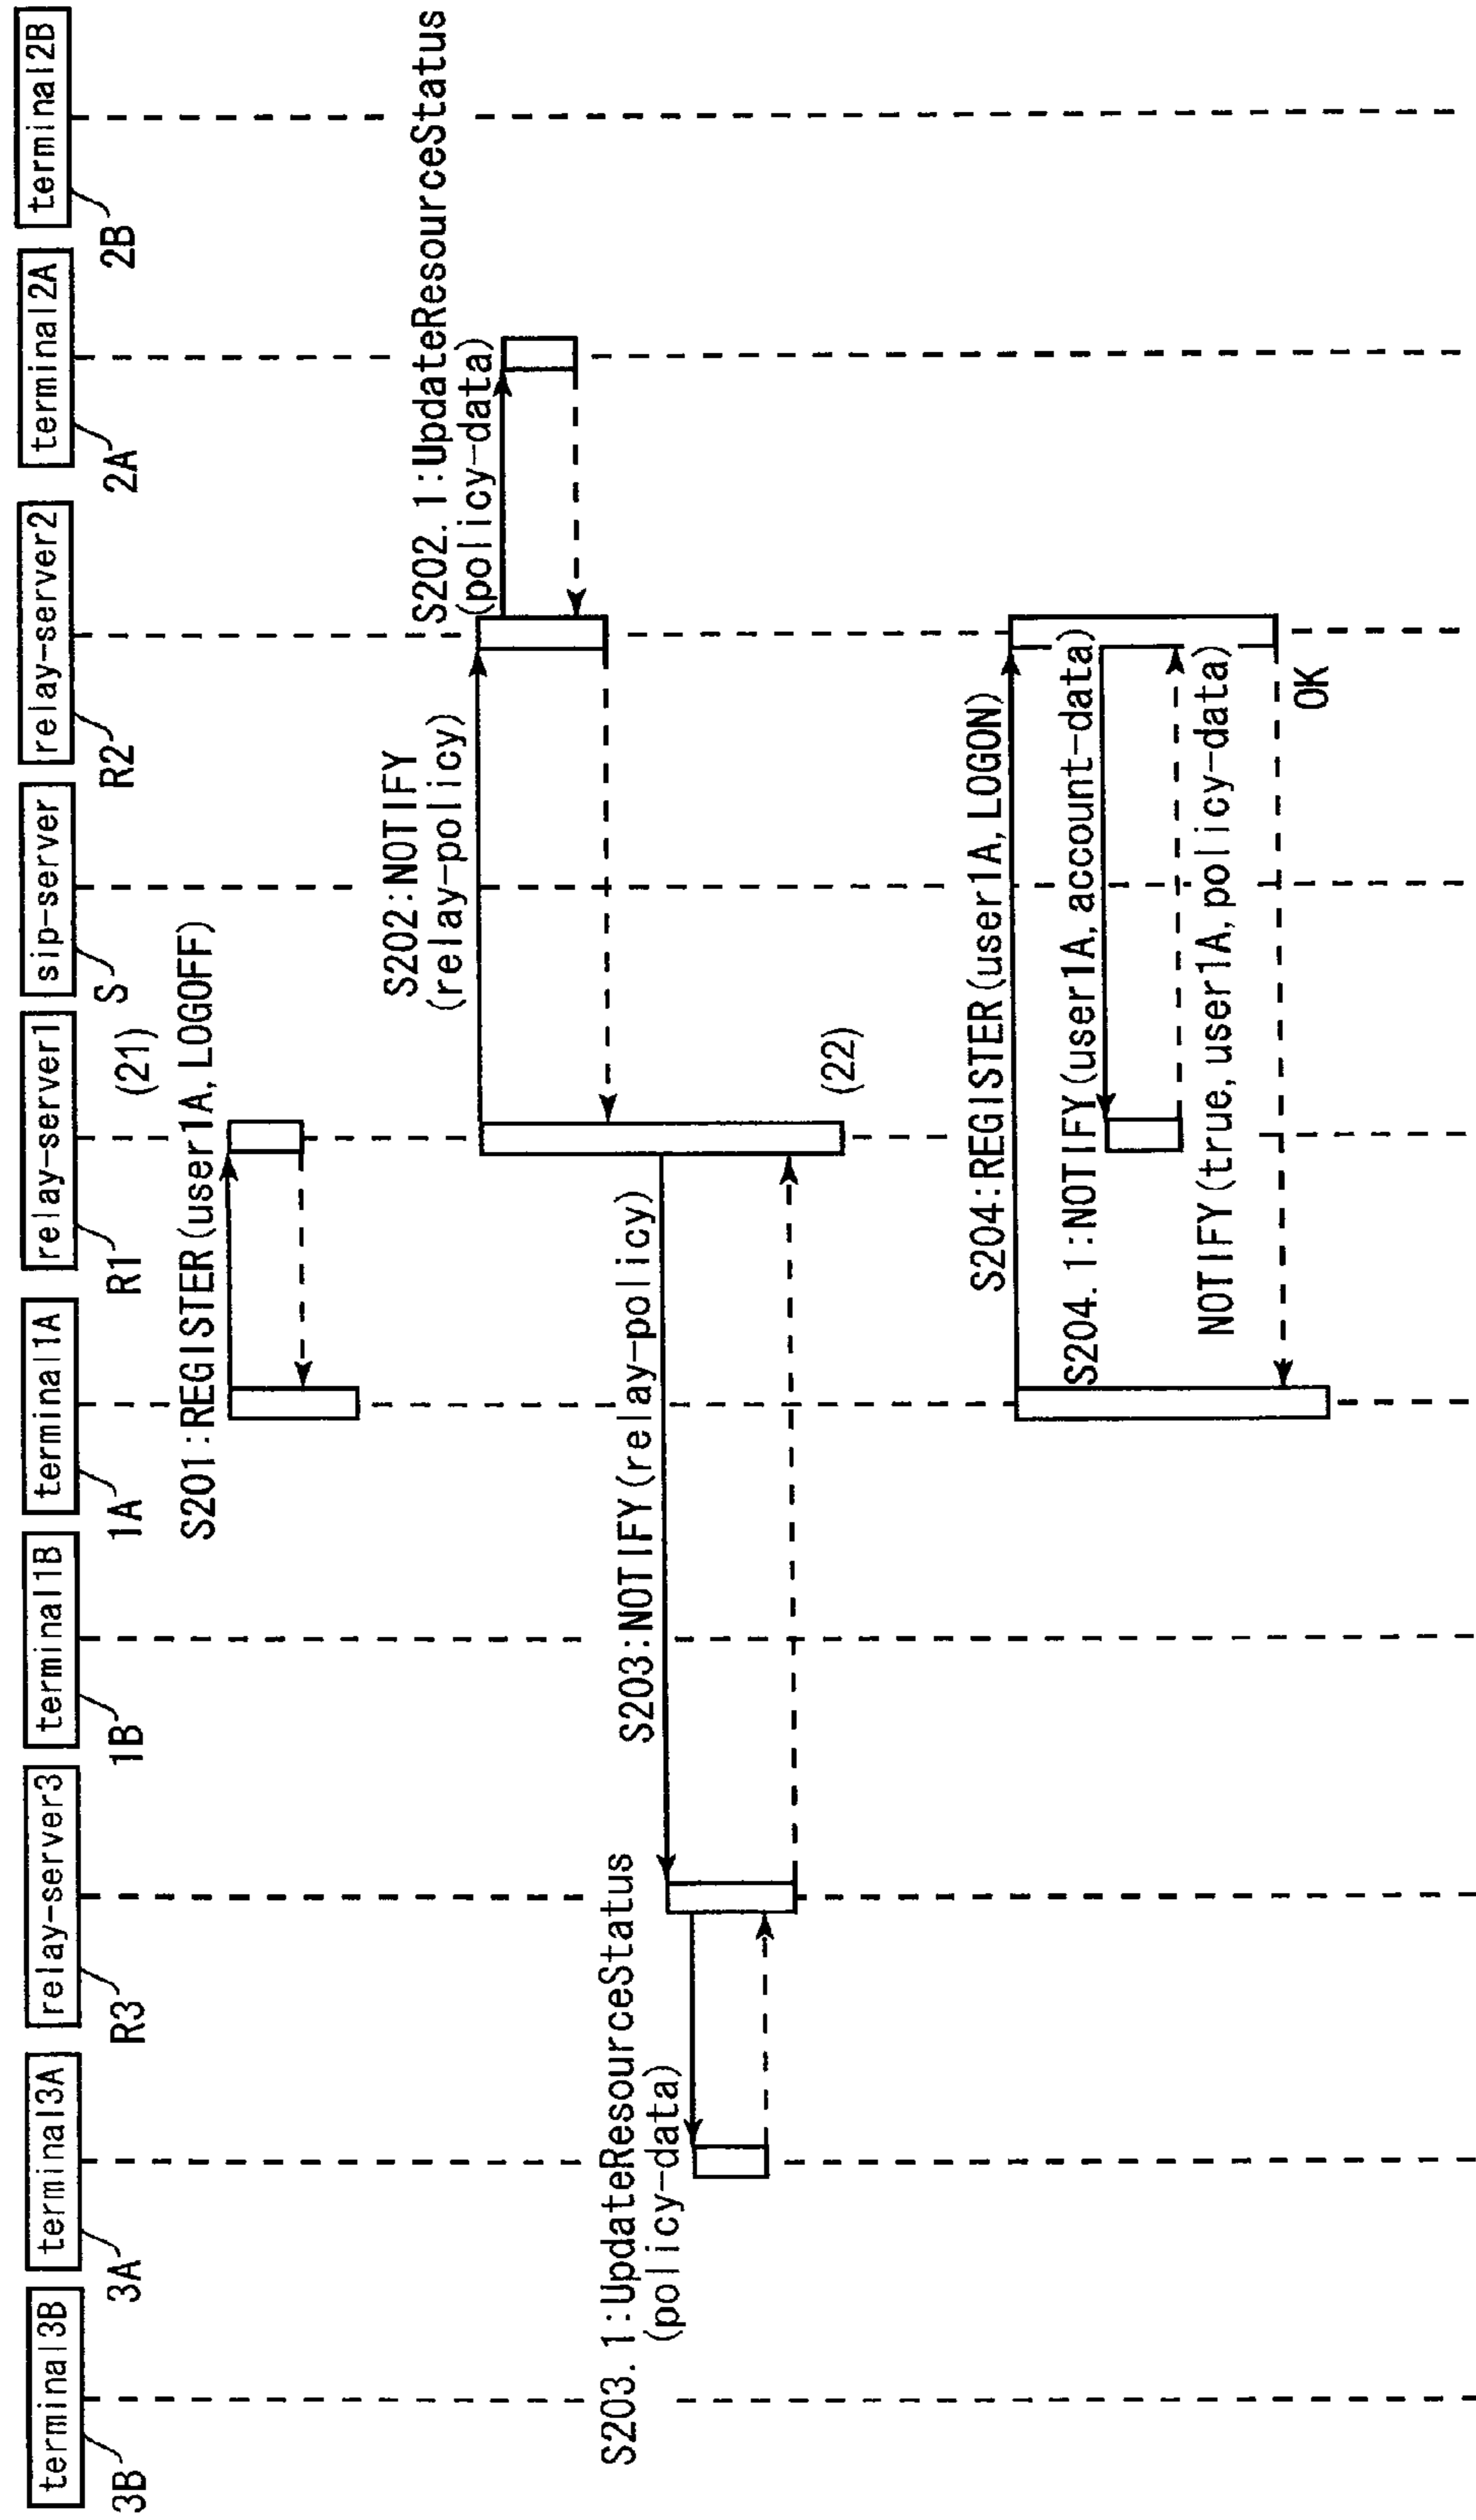 terminal3B
terminal3A
relay-server3
terminal1B
terminal1A
relay-server1
sip-server
relay-server2
terminal2A
terminal2B
3B
3A
R3
1B
1A
R1
S
R2
2A
2B
(21)
S201:REGISTER(user1A,LOGOFF)
S202:NOTIFY
(relay-policy)
S202.1:UpdateResourceStatus
(policy-data)
S203:NOTIFY(relay-policy)
S203.1:UpdateResourceStatus
(policy-data)
(22)
S204:REGISTER(user1A,LOGON)
S204.1:NOTIFY(user1A,account-data)
NOTIFY(true,user1A,policy-data)
OK